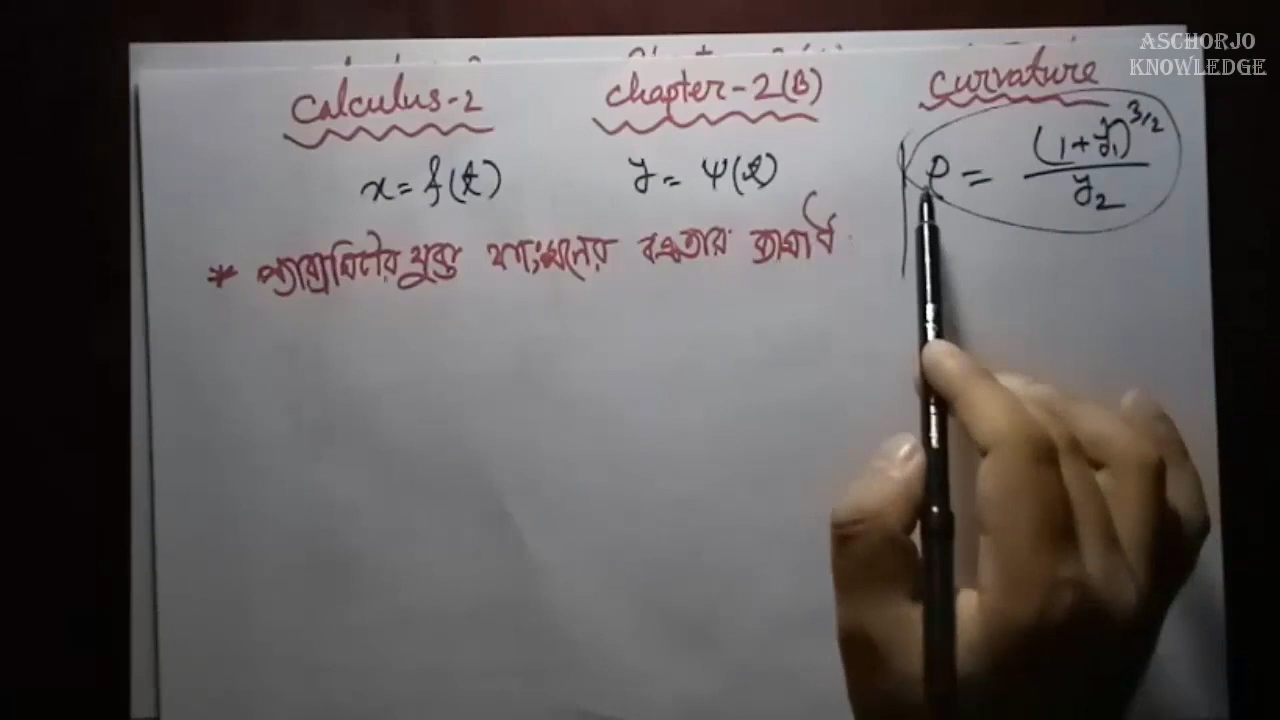 ASCHORJO
KNOWLEDGE
Calculus-2 chapter-2(B) curvature
x = f(t) y = ψ(t) ρ = (1+y₁²)^3/2 / y₂
* প্যারামিটার যুক্ত ফাংশনের বক্রতার ব্যাসার্ধ